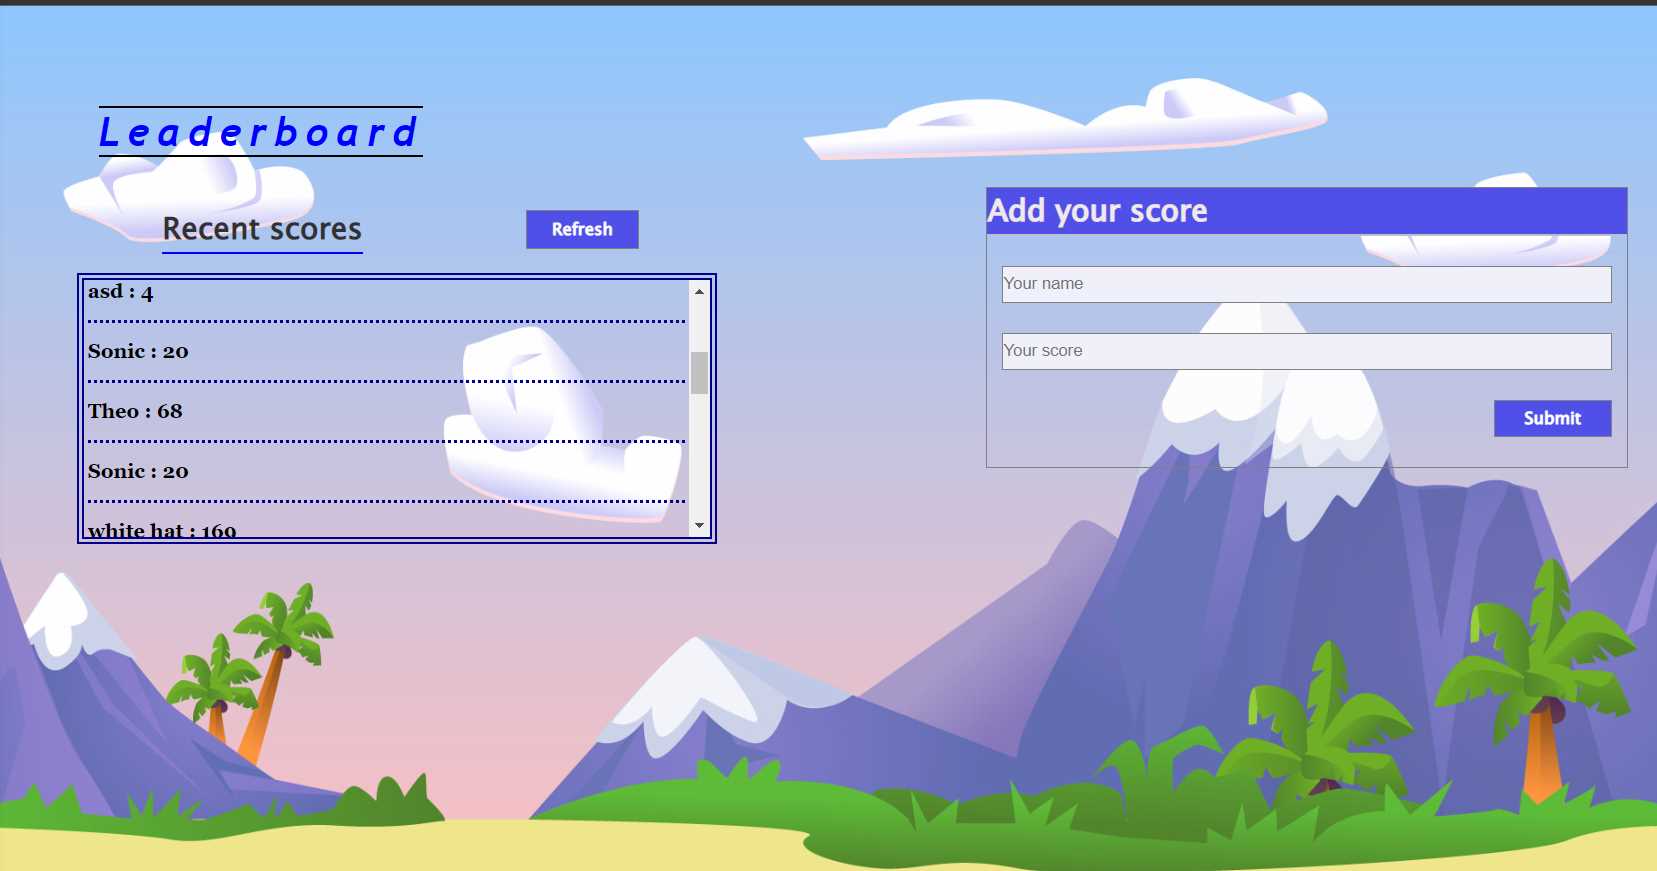 Leaderboard
Recent scores
Refresh
asd : 4
Sonic : 20
Theo : 68
Sonic : 20
white hat : 169
Add your score
Your name
Your score
Submit